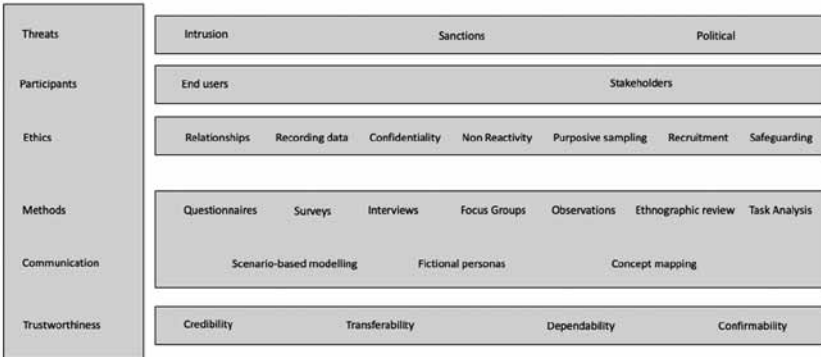 Threats Intrusion Sanctions Political
Participants End users Stakeholders
Ethics Relationships Recording data Confidentiality Non Reactivity Purposive sampling Recruitment Safeguarding
Methods Questionnaires Surveys Interviews Focus Groups Observations Ethnographic review Task Analysis
Communication Scenario-based modelling Fictional personas Concept mapping
Trustworthiness Credibility Transferability Dependability Confirmability